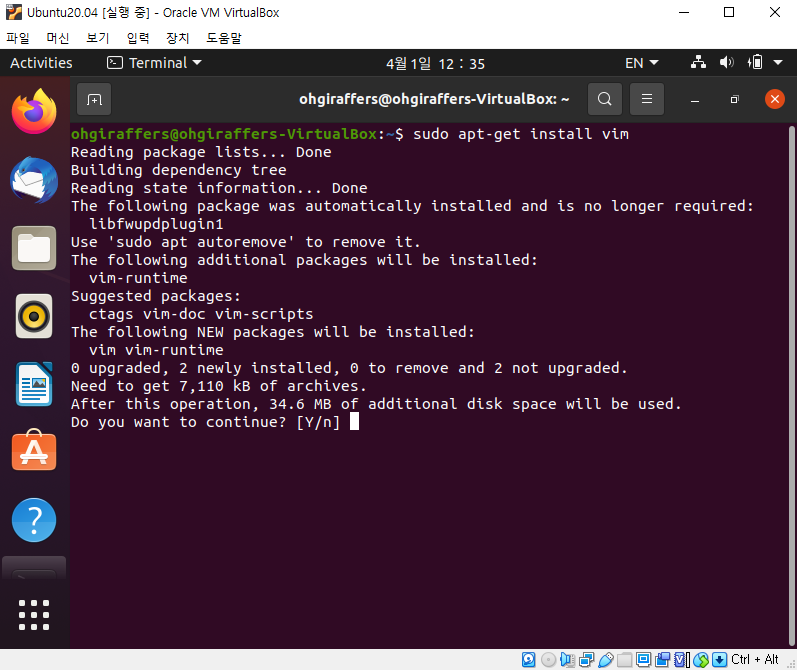 Ubuntu20.04 [실행 중] - Oracle VM VirtualBox
파일 머신 보기 입력 장치 도움말
Activities Terminal 4월 1일 12 : 35 EN
ohgiraffers@ohgiraffers-VirtualBox: ~
ohgiraffers@ohgiraffers-VirtualBox:~$ sudo apt-get install vim
Reading package lists... Done
Building dependency tree
Reading state information... Done
The following package was automatically installed and is no longer required:
  libfwupdplugin1
Use 'sudo apt autoremove' to remove it.
The following additional packages will be installed:
  vim-runtime
Suggested packages:
  ctags vim-doc vim-scripts
The following NEW packages will be installed:
  vim vim-runtime
0 upgraded, 2 newly installed, 0 to remove and 2 not upgraded.
Need to get 7,110 kB of archives.
After this operation, 34.6 MB of additional disk space will be used.
Do you want to continue? [Y/n]
Ctrl + Alt